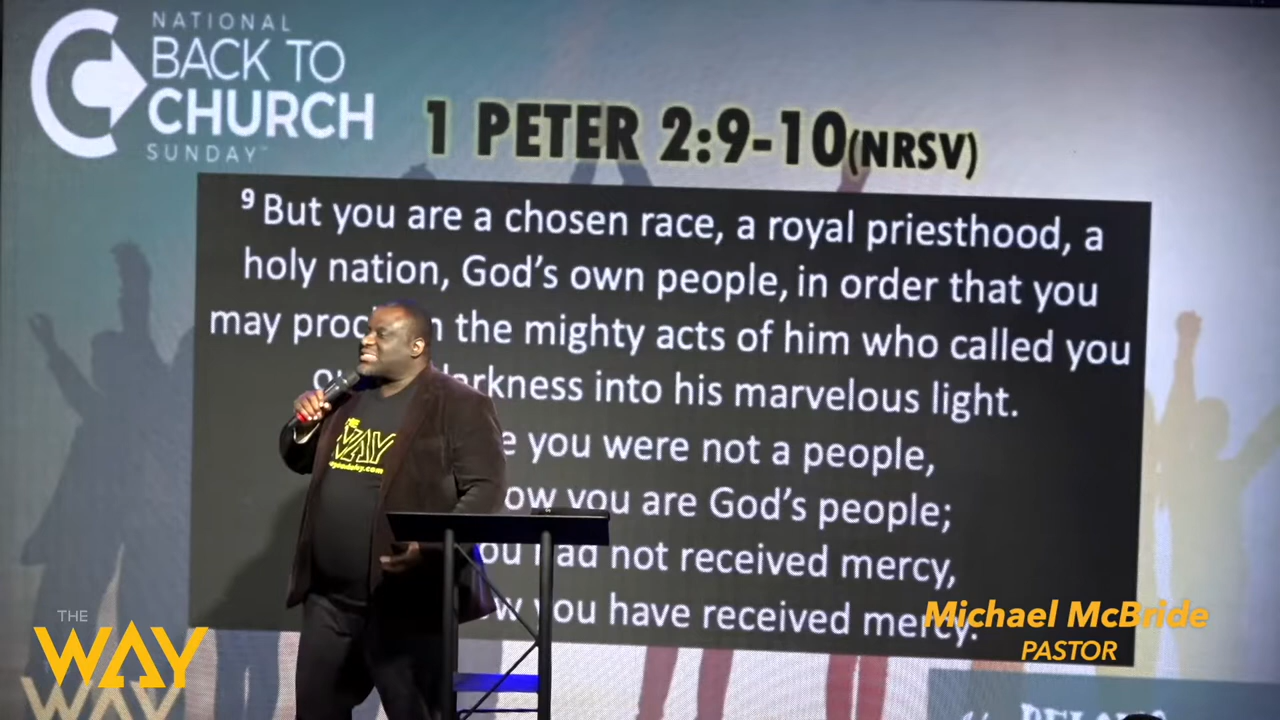 NATIONAL
BACK TO
CHURCH
SUNDAY
1 PETER 2:9-10(NRSV)
9 But you are a chosen race, a royal priesthood, a
holy nation, God's own people, in order that you
may the mighty acts of him who called you
into his marvelous light.
you were not a people,
you are God's people;
not received mercy,
you have received mercy.
THE
WAY
Michael McBride
PASTOR
THE
WAY
WAY